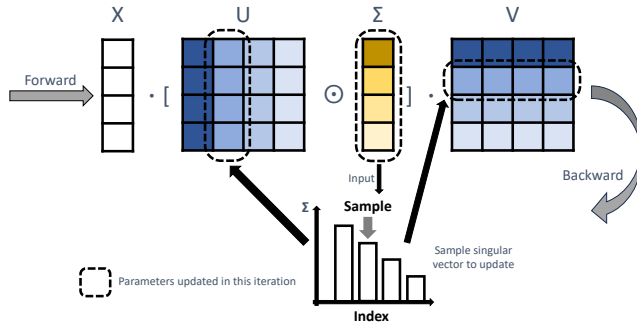 X U Σ V
Forward
· [ ⊙ ] ·
Input
Backward
Sample
Σ
Sample singular
vector to update
Parameters updated in this iteration
Index